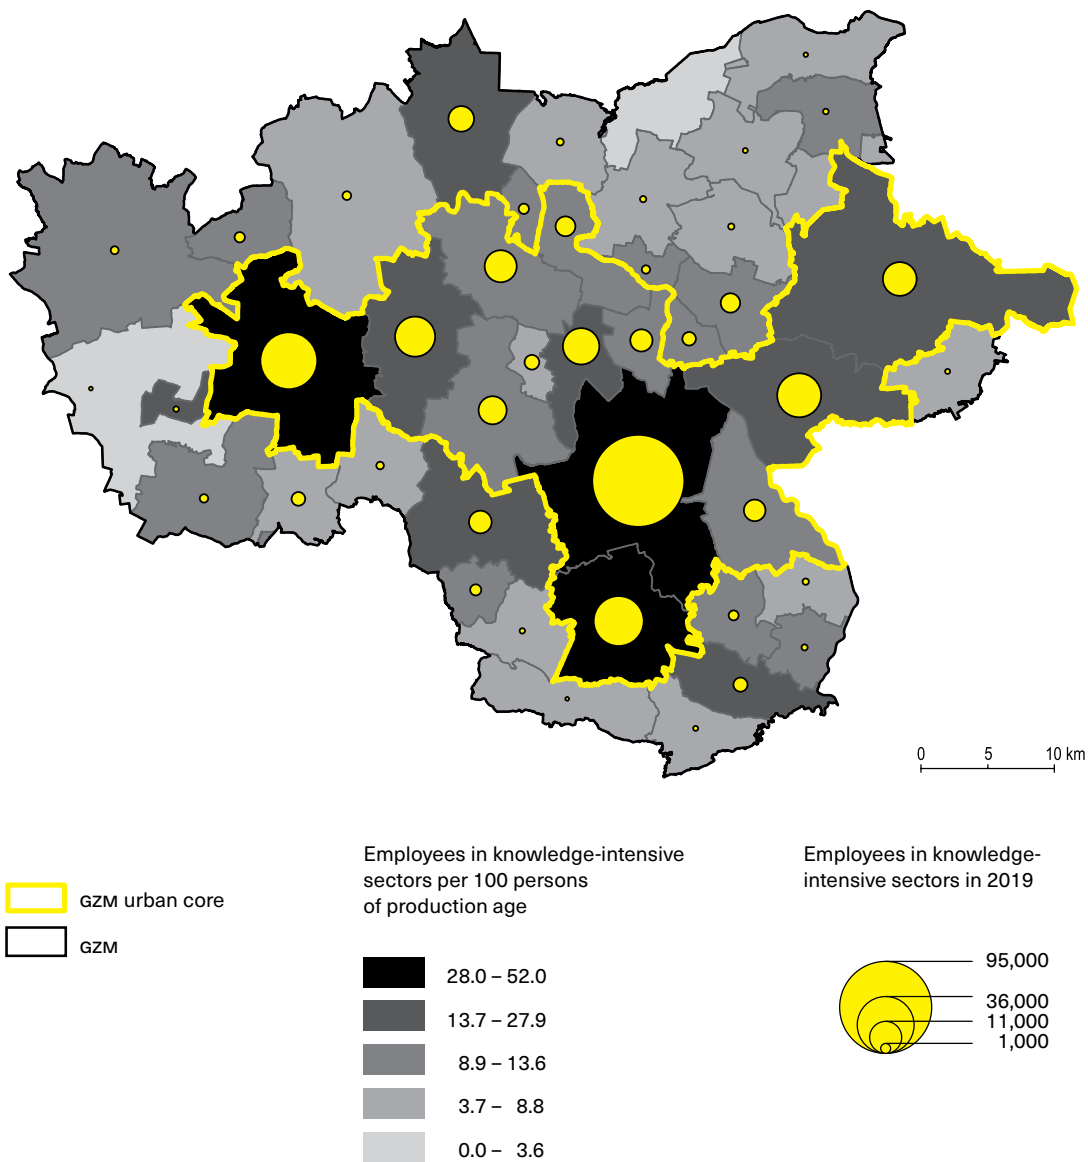 0 5 10 km
GZM urban core
GZM
Employees in knowledge-intensive
sectors per 100 persons
of production age
28.0 – 52.0
13.7 – 27.9
8.9 – 13.6
3.7 – 8.8
0.0 – 3.6
Employees in knowledge-
intensive sectors in 2019
95,000
36,000
11,000
1,000